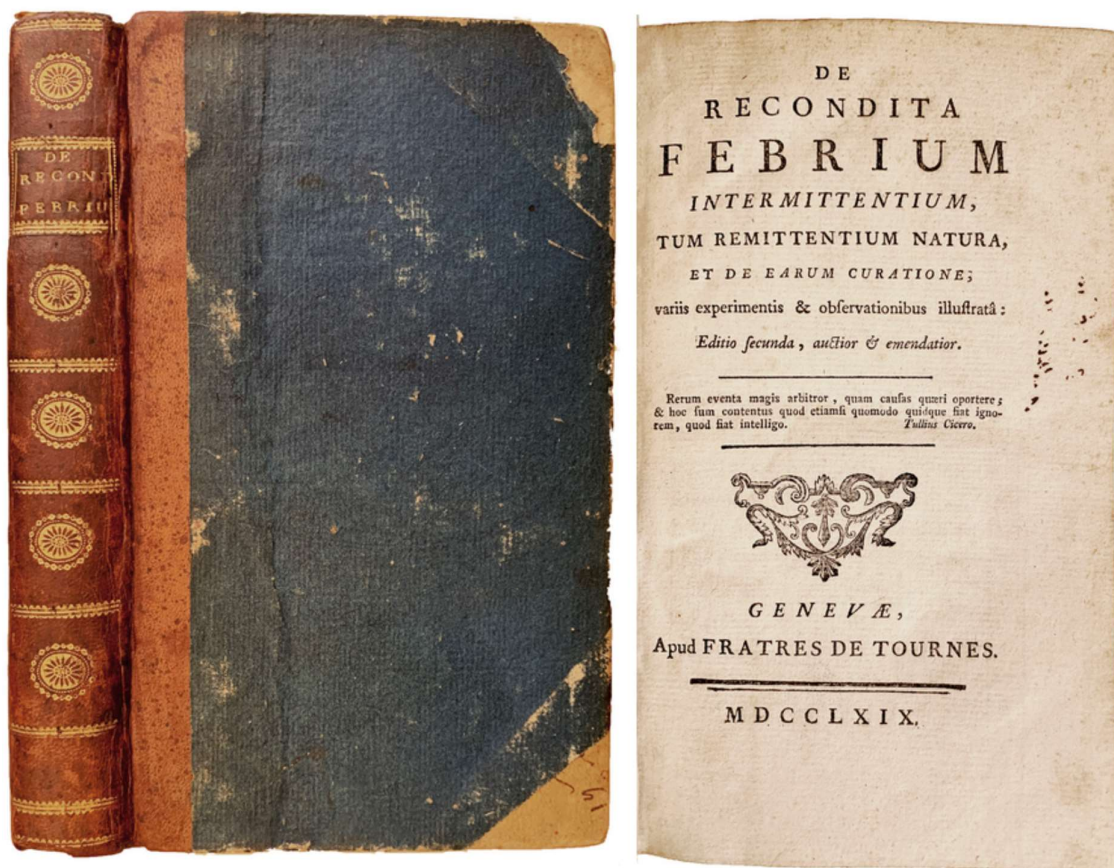 DE
RECON
FEBRIU
DE
RECONDITA
FEBRIUM
INTERMITTENTIUM,
TUM REMITTENTIUM NATURA,
ET DE EARUM CURATIONE;
variis experimentis & obſervationibus illuſtratâ:
Editio ſecunda, auctior & emendatior.
Rerum eventa magis arbitror, quam cauſas quæri oportere;
& hoc ſum contentus quod etiamſi quomodo quidque fiat igno-
rem, quod fiat intelligo. Tullius Cicero.
GENEVÆ,
Apud FRATRES DE TOURNES.
MDCCLXIX.